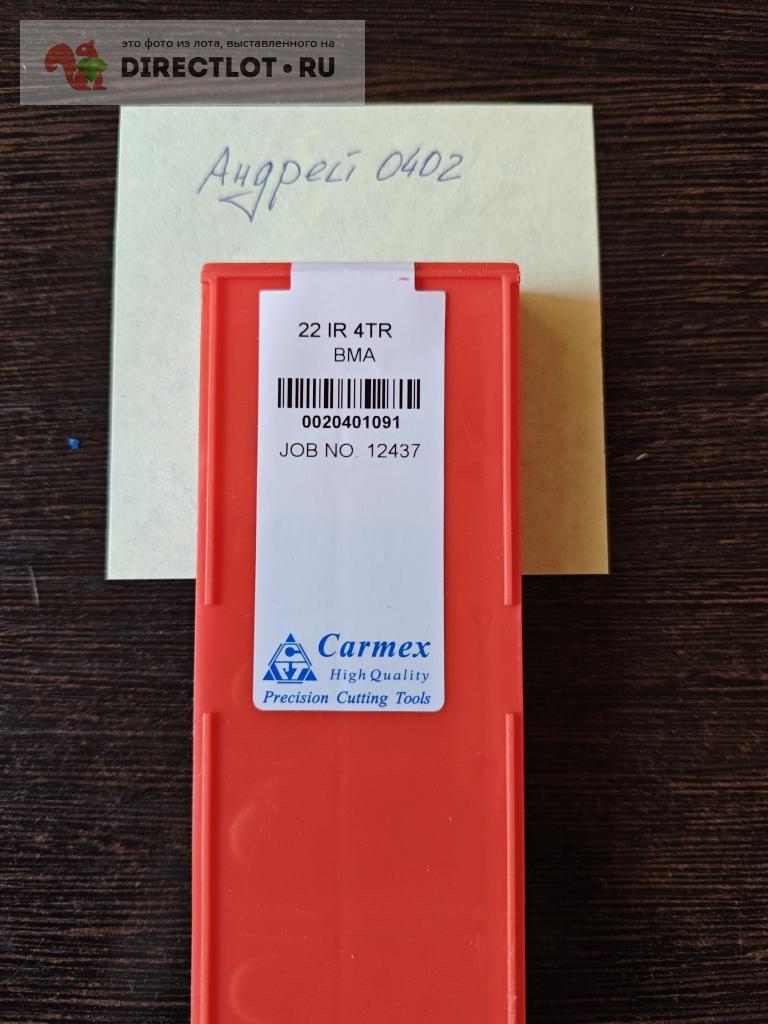 это фото из лота, выставленного на
DIRECTLOT•RU
Андрей 0402
22 IR 4TR
BMA
0020401091
JOB NO. 12437
Carmex
High Quality
Precision Cutting Tools